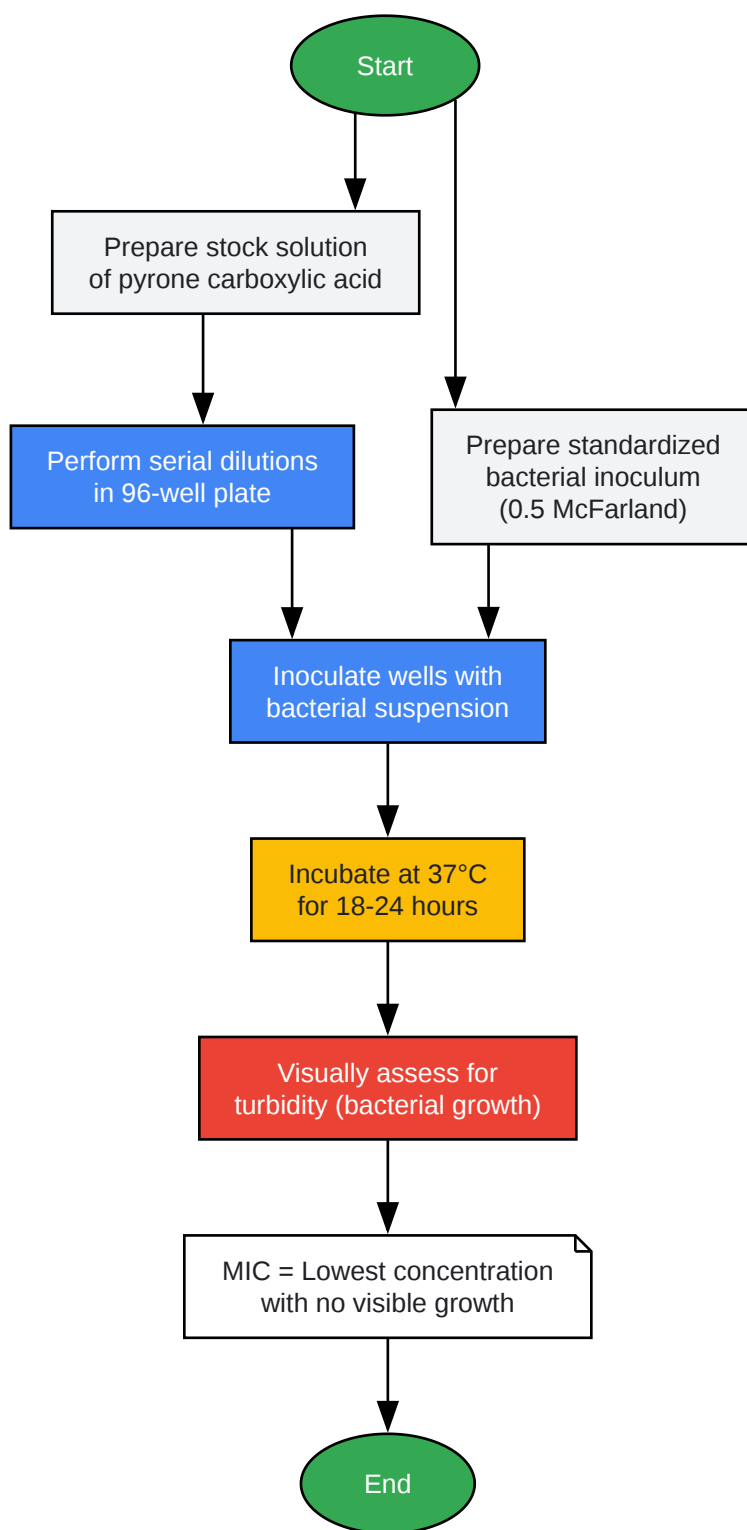 Start
Prepare stock solution
of pyrone carboxylic acid
Perform serial dilutions
in 96-well plate
Prepare standardized
bacterial inoculum
(0.5 McFarland)
Inoculate wells with
bacterial suspension
Incubate at 37°C
for 18-24 hours
Visually assess for
turbidity (bacterial growth)
MIC = Lowest concentration
with no visible growth
End